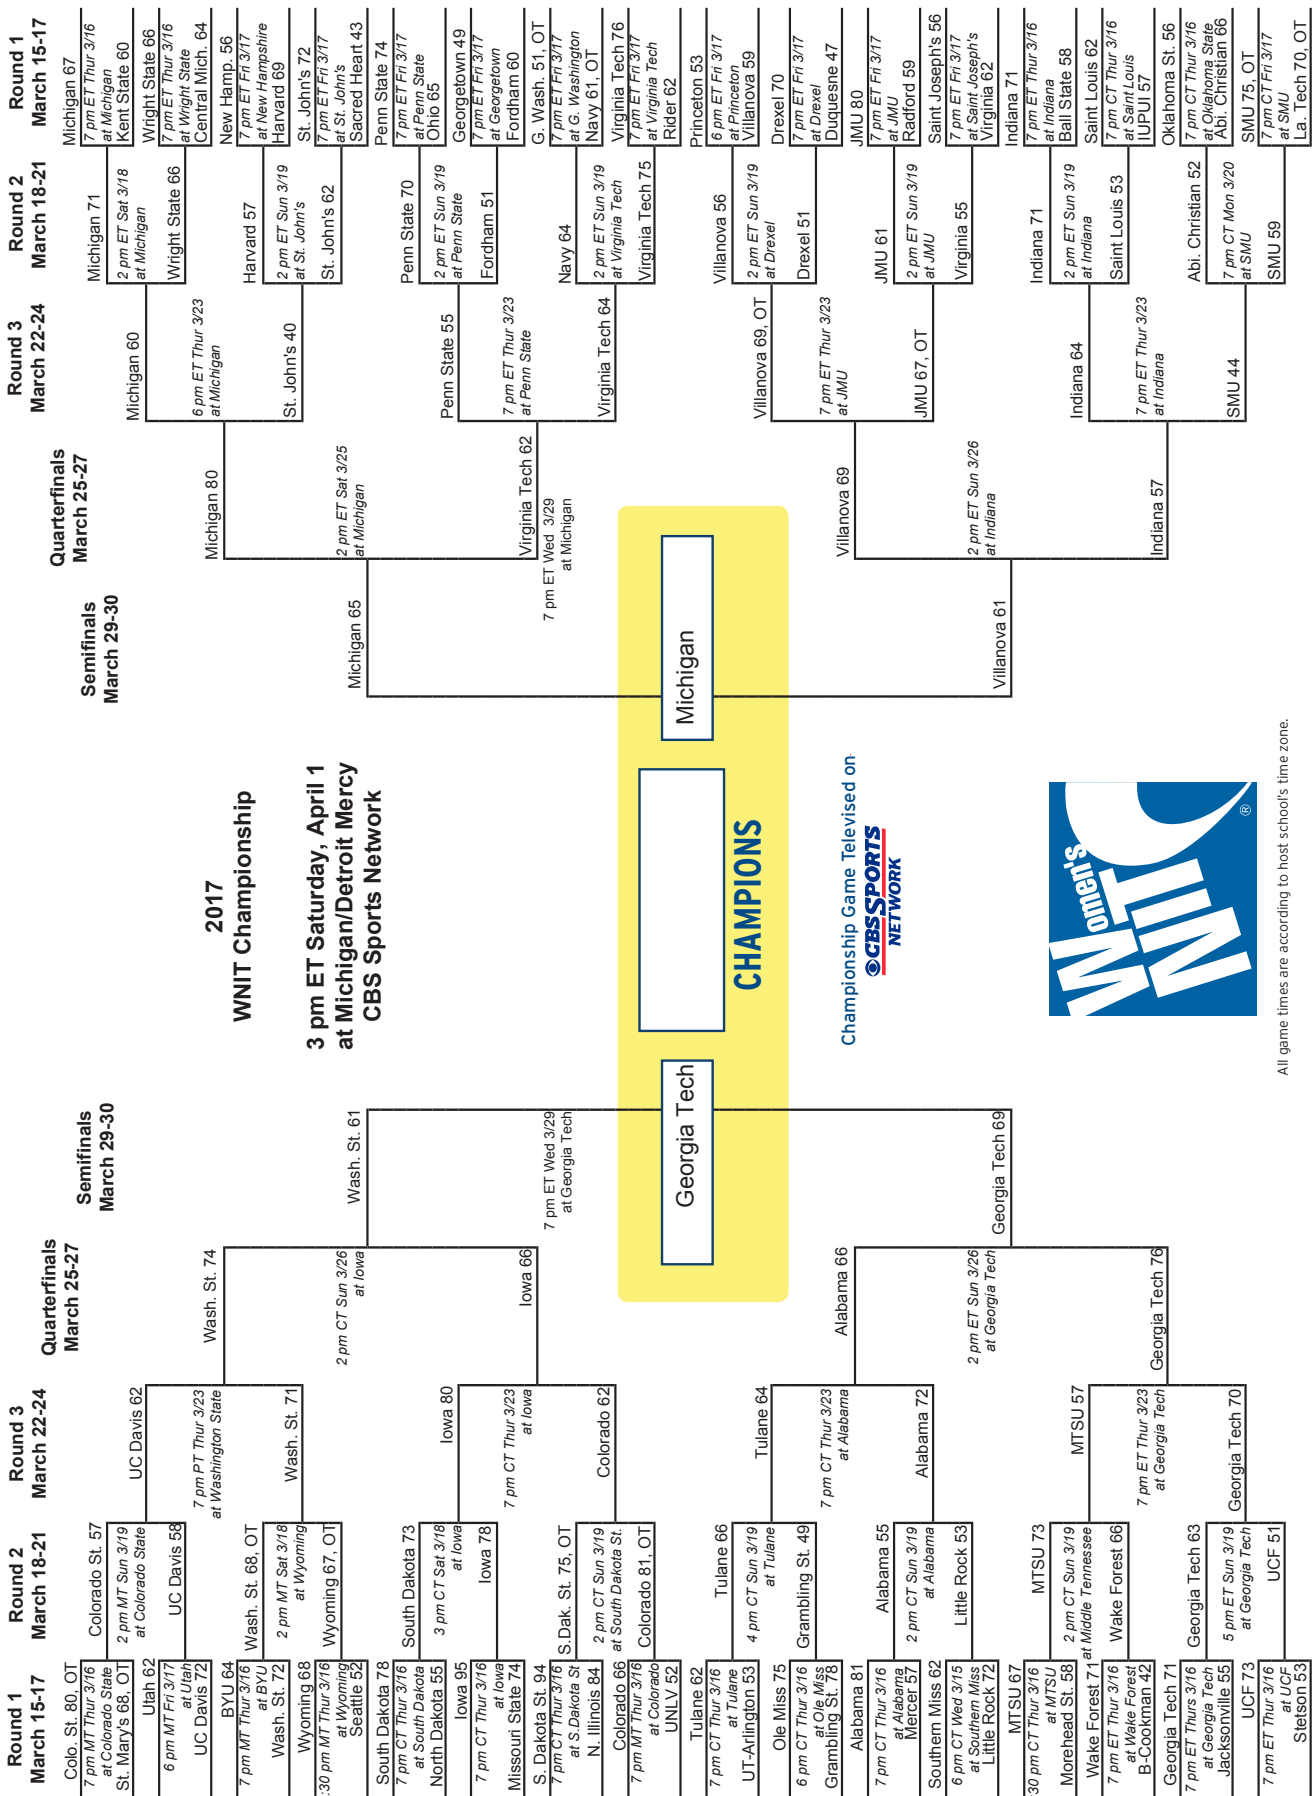 Round 1
March 15-17
Round 2
March 18-21
Round 3
March 22-24
Quarterfinals
March 25-27
Semifinals
March 29-30
Semifinals
March 29-30
Quarterfinals
March 25-27
Round 3
March 22-24
Round 2
March 18-21
Round 1
March 15-17
Colo. St. 80, OT
7 pm MT Thur 3/16
at Colorado State
St. Mary's 68, OT
Utah 62
6 pm MT Fri 3/17
at Utah
UC Davis 72
BYU 64
7 pm MT Thur 3/16
at BYU
Wash. St. 72
Wyoming 68
:30 pm MT Thur 3/16
at Wyoming
Seattle 52
South Dakota 78
7 pm CT Thur 3/16
at South Dakota
North Dakota 55
Iowa 95
7 pm CT Thur 3/16
at Iowa
Missouri State 74
S. Dakota St. 94
7 pm CT Thur 3/16
at S.Dakota St
N. Illinois 84
Colorado 66
7 pm MT Thur 3/16
at Colorado
UNLV 52
Tulane 62
7 pm CT Thur 3/16
at Tulane
UT-Arlington 53
Ole Miss 75
6 pm CT Thur 3/16
at Ole Miss
Grambling St. 78
Alabama 81
7 pm CT Thur 3/16
at Alabama
Mercer 57
Southern Miss 62
6 pm CT Wed 3/15
at Southern Miss
Little Rock 72
MTSU 67
:30 pm CT Thur 3/16
at MTSU
Morehead St. 58
Wake Forest 71
7 pm ET Thur 3/16
at Wake Forest
B-Cookman 42
Georgia Tech 71
7 pm ET Thurs 3/16
at Georgia Tech
Jacksonville 55
UCF 73
7 pm ET Thur 3/16
at UCF
Stetson 53
Colorado St. 57
2 pm MT Sun 3/19
at Colorado State
UC Davis 58
Wash. St. 68, OT
2 pm MT Sat 3/18
at Wyoming
Wyoming 67, OT
South Dakota 73
3 pm CT Sat 3/18
at Iowa
Iowa 78
S.Dak. St. 75, OT
2 pm CT Sun 3/19
at South Dakota St.
Colorado 81, OT
Tulane 66
4 pm CT Sun 3/19
at Tulane
Grambling St. 49
Alabama 55
2 pm CT Sun 3/19
at Alabama
Little Rock 53
MTSU 73
2 pm CT Sun 3/19
at Middle Tennessee
Wake Forest 66
Georgia Tech 63
5 pm ET Sun 3/19
at Georgia Tech
UCF 51
UC Davis 62
7 pm PT Thur 3/23
at Washington State
Wash. St. 71
Iowa 80
7 pm CT Thur 3/23
at Iowa
Colorado 62
Tulane 64
7 pm CT Thur 3/23
at Alabama
Alabama 72
MTSU 57
7 pm ET Thur 3/23
at Georgia Tech
Georgia Tech 70
Wash. St. 74
2 pm CT Sun 3/26
at Iowa
Iowa 66
Alabama 66
2 pm ET Sun 3/26
at Georgia Tech
Georgia Tech 76
Wash. St. 61
7 pm ET Wed 3/29
at Georgia Tech
Georgia Tech 69
Georgia Tech
2017
WNIT Championship
3 pm ET Saturday, April 1
at Michigan/Detroit Mercy
CBS Sports Network
CHAMPIONS
Championship Game Televised on
CBS SPORTS
NETWORK
Women's
NIT
®
All game times are according to host school's time zone.
Michigan
Michigan 65
7 pm ET Wed 3/29
at Michigan
Villanova 61
Michigan 80
2 pm ET Sat 3/25
at Michigan
Virginia Tech 62
Villanova 69
2 pm ET Sun 3/26
at Indiana
Indiana 57
Michigan 60
6 pm ET Thur 3/23
at Michigan
St. John's 40
Penn State 55
7 pm ET Thur 3/23
at Penn State
Virginia Tech 64
Villanova 69, OT
7 pm ET Thur 3/23
at JMU
JMU 67, OT
Indiana 64
7 pm ET Thur 3/23
at Indiana
SMU 44
Michigan 71
2 pm ET Sat 3/18
at Michigan
Wright State 66
Harvard 57
2 pm ET Sun 3/19
at St. John's
St. John's 62
Penn State 70
2 pm ET Sun 3/19
at Penn State
Fordham 51
Navy 64
2 pm ET Sun 3/19
at Virginia Tech
Virginia Tech 75
Villanova 56
2 pm ET Sun 3/19
at Drexel
Drexel 51
JMU 61
2 pm ET Sun 3/19
at JMU
Virginia 55
Indiana 71
2 pm ET Sun 3/19
at Indiana
Saint Louis 53
Abi. Christian 52
7 pm CT Mon 3/20
at SMU
SMU 59
Michigan 67
7 pm ET Thur 3/16
at Michigan
Kent State 60
Wright State 66
7 pm ET Thur 3/16
at Wright State
Central Mich. 64
New Hamp. 56
7 pm ET Fri 3/17
at New Hampshire
Harvard 69
St. John's 72
7 pm ET Fri 3/17
at St. John's
Sacred Heart 43
Penn State 74
7 pm ET Fri 3/17
at Penn State
Ohio 65
Georgetown 49
7 pm ET Fri 3/17
at Georgetown
Fordham 60
G. Wash. 51, OT
7 pm ET Fri 3/17
at G. Washington
Navy 61, OT
Virginia Tech 76
7 pm ET Fri 3/17
at Virginia Tech
Rider 62
Princeton 53
6 pm ET Fri 3/17
at Princeton
Villanova 59
Drexel 70
7 pm ET Fri 3/17
at Drexel
Duquesne 47
JMU 80
7 pm ET Fri 3/17
at JMU
Radford 59
Saint Joseph's 56
7 pm ET Fri 3/17
at Saint Joseph's
Virginia 62
Indiana 71
7 pm ET Thur 3/16
at Indiana
Ball State 58
Saint Louis 62
7 pm CT Thur 3/16
at Saint Louis
IUPUI 57
Oklahoma St. 56
7 pm CT Thur 3/16
at Oklahoma State
Abi. Christian 66
SMU 75, OT
7 pm CT Fri 3/17
at SMU
La. Tech 70, OT